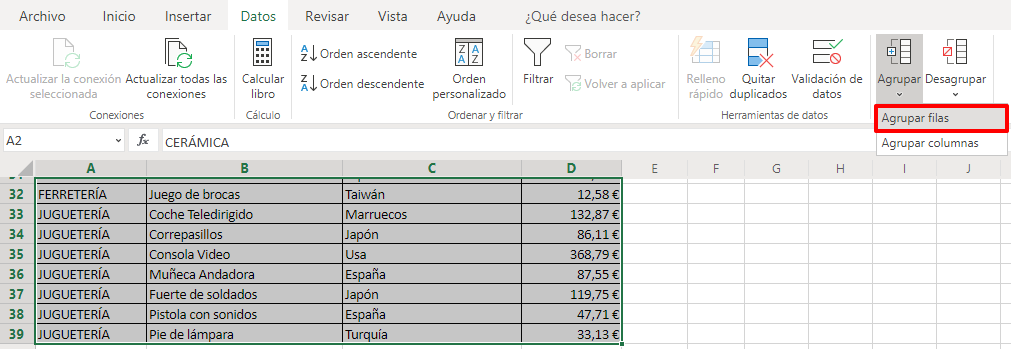 Archivo Inicio Insertar Datos Revisar Vista Ayuda ¿Qué desea hacer?
Actualizar la conexión seleccionada
Actualizar todas las conexiones
Conexiones
Calcular libro
Cálculo
Orden ascendente
Orden descendente
Orden personalizado
Filtrar
Borrar
Volver a aplicar
Ordenar y filtrar
Relleno rápido
Quitar duplicados
Validación de datos
Herramientas de datos
Agrupar
Desagrupar
Agrupar filas
Agrupar columnas
A2 fx CERÁMICA
A B C D E F G H I J
32 FERRETERÍA Juego de brocas Taiwán 12,58 €
33 JUGUETERÍA Coche Teledirigido Marruecos 132,87 €
34 JUGUETERÍA Correpasillos Japón 86,11 €
35 JUGUETERÍA Consola Video Usa 368,79 €
36 JUGUETERÍA Muñeca Andadora España 87,55 €
37 JUGUETERÍA Fuerte de soldados Japón 119,75 €
38 JUGUETERÍA Pistola con sonidos España 47,71 €
39 JUGUETERÍA Pie de lámpara Turquía 33,13 €